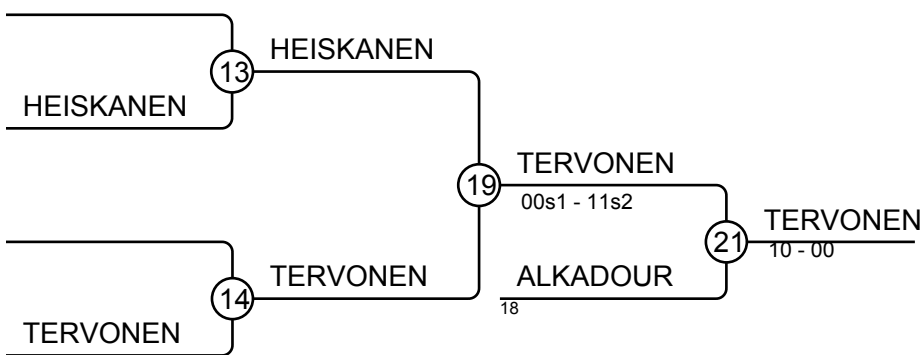 HEISKANEN
13
HEISKANEN
TERVONEN
19
00s1 - 11s2
TERVONEN
21
10 - 00
TERVONEN
ALKADOUR
14
18
TERVONEN